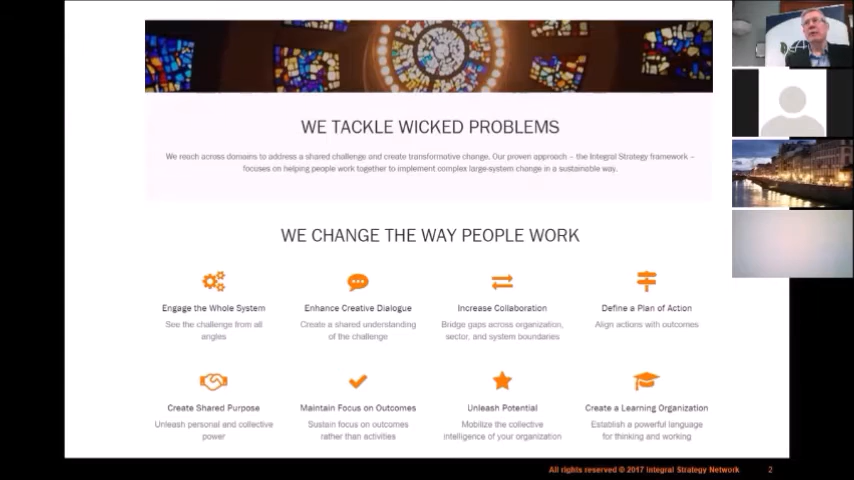 WE TACKLE WICKED PROBLEMS
We reach across domains to address a shared challenge and create transformative change. Our proven approach – the Integral Strategy framework –
focuses on helping people work together to implement complex large-system change in a sustainable way.
WE CHANGE THE WAY PEOPLE WORK
Engage the Whole System
See the challenge from all
angles
Enhance Creative Dialogue
Create a shared understanding
of the challenge
Increase Collaboration
Bridge gaps across organization,
sector, and system boundaries
Define a Plan of Action
Align actions with outcomes
Create Shared Purpose
Unleash personal and collective
power
Maintain Focus on Outcomes
Sustain focus on outcomes
rather than activities
Unleash Potential
Mobilize the collective
intelligence of your organization
Create a Learning Organization
Establish a powerful language
for thinking and working
All rights reserved © 2017 Integral Strategy Network 2